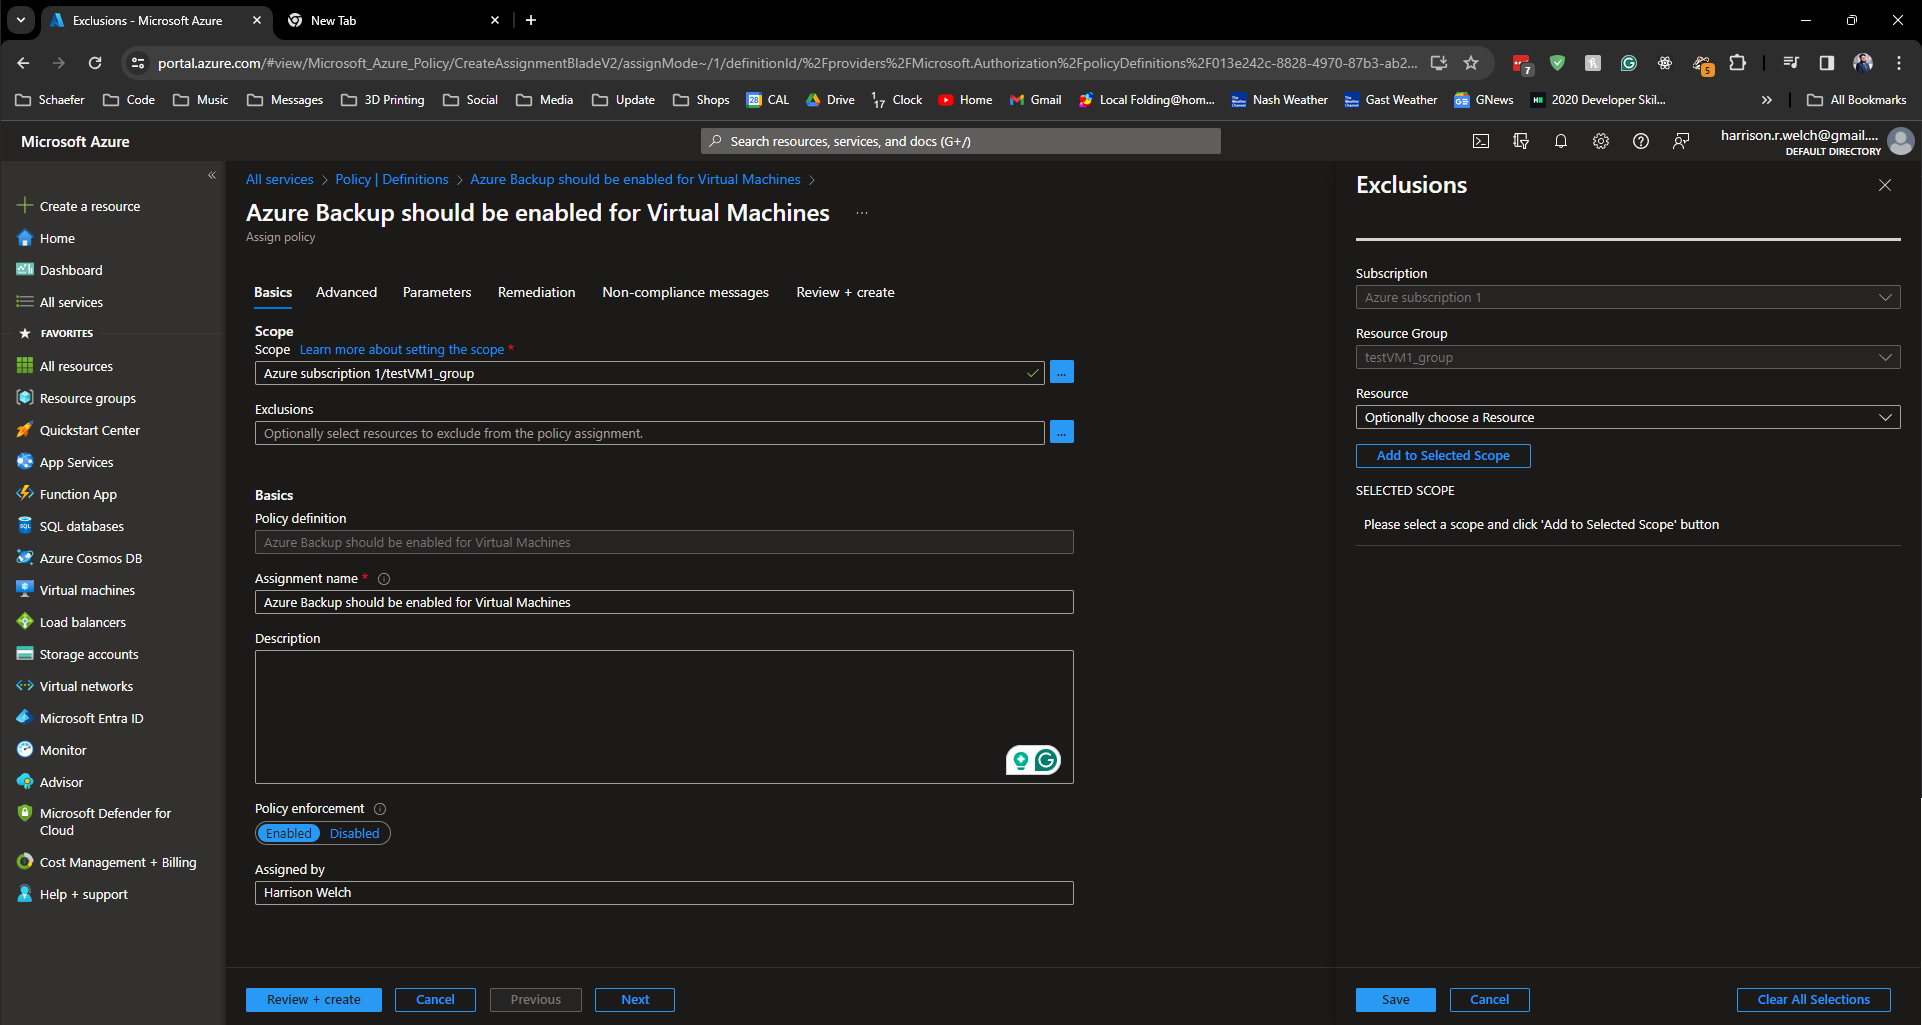 Exclusions - Microsoft Azure
New Tab
portal.azure.com/#view/Microsoft_Azure_Policy/CreateAssignmentBladeV2/assignMode~/1/definitionId/%2Fproviders%2FMicrosoft.Authorization%2FpolicyDefinitions%2F013e242c-8828-4970-87b3-ab2...
7
5
Schaefer
Code
Music
Messages
3D Printing
Social
Media
Update
Shops
28
CAL
Drive
1 17
Clock
Home
Gmail
Local Folding@hom...
Nash Weather
Gast Weather
GNews
2020 Developer Skil...
All Bookmarks
Microsoft Azure
Search resources, services, and docs (G+/)
harrison.r.welch@gmail....
DEFAULT DIRECTORY
Create a resource
Home
Dashboard
All services
FAVORITES
All resources
Resource groups
Quickstart Center
App Services
Function App
SQL databases
Azure Cosmos DB
Virtual machines
Load balancers
Storage accounts
Virtual networks
Microsoft Entra ID
Monitor
Advisor
Microsoft Defender for
Cloud
Cost Management + Billing
Help + support
All services > Policy | Definitions > Azure Backup should be enabled for Virtual Machines >
Azure Backup should be enabled for Virtual Machines ...
Assign policy
Basics
Advanced
Parameters
Remediation
Non-compliance messages
Review + create
Scope
Scope Learn more about setting the scope *
Azure subscription 1/testVM1_group
...
Exclusions
Optionally select resources to exclude from the policy assignment.
...
Basics
Policy definition
Azure Backup should be enabled for Virtual Machines
Assignment name *
Azure Backup should be enabled for Virtual Machines
Description
Policy enforcement
Enabled
Disabled
Assigned by
Harrison Welch
Review + create
Cancel
Previous
Next
Exclusions
Subscription
Azure subscription 1
Resource Group
testVM1_group
Resource
Optionally choose a Resource
Add to Selected Scope
SELECTED SCOPE
Please select a scope and click 'Add to Selected Scope' button
Save
Cancel
Clear All Selections